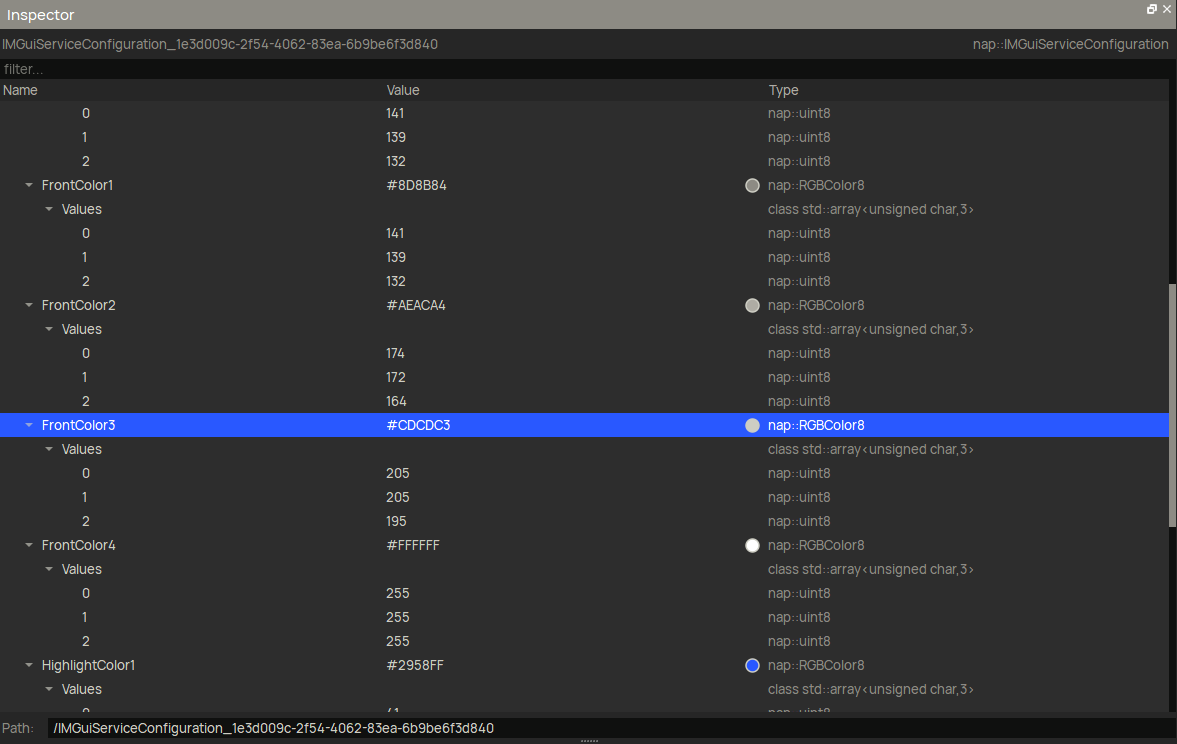 Inspector
IMGuiServiceConfiguration_1e3d009c-2f54-4062-83ea-6b9be6f3d840 nap::IMGuiServiceConfiguration
filter...
Name Value Type
0 141 nap::uint8
1 139 nap::uint8
2 132 nap::uint8
FrontColor1 #8D8B84 nap::RGBColor8
Values class std::array<unsigned char,3>
0 141 nap::uint8
1 139 nap::uint8
2 132 nap::uint8
FrontColor2 #AEACA4 nap::RGBColor8
Values class std::array<unsigned char,3>
0 174 nap::uint8
1 172 nap::uint8
2 164 nap::uint8
FrontColor3 #CDCDC3 nap::RGBColor8
Values class std::array<unsigned char,3>
0 205 nap::uint8
1 205 nap::uint8
2 195 nap::uint8
FrontColor4 #FFFFFF nap::RGBColor8
Values class std::array<unsigned char,3>
0 255 nap::uint8
1 255 nap::uint8
2 255 nap::uint8
HighlightColor1 #2958FF nap::RGBColor8
Values class std::array<unsigned char,3>
0 41 nap::uint8
Path: /IMGuiServiceConfiguration_1e3d009c-2f54-4062-83ea-6b9be6f3d840